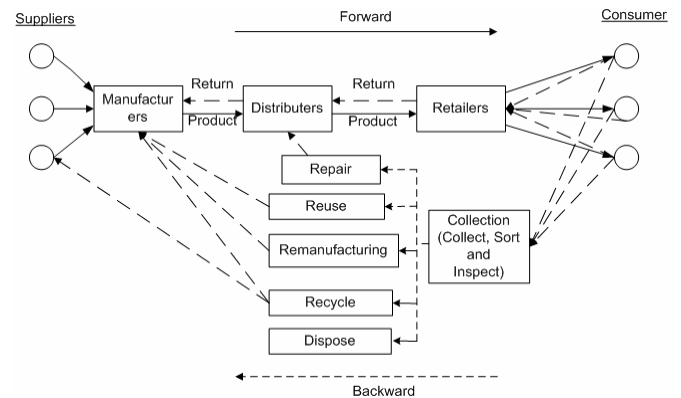 Suppliers
Forward
Consumer
Return
Return
Manufactur
ers
Distributers
Retailers
Product
Product
Repair
Reuse
Collection
(Collect, Sort
and
Inspect)
Remanufacturing
Recycle
Dispose
Backward